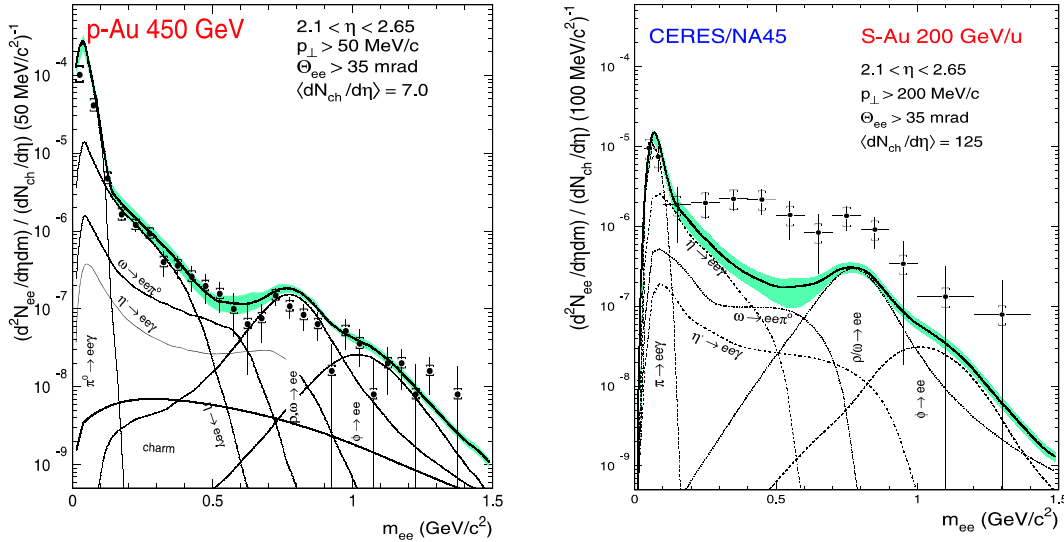 p-Au 450 GeV
2.1 < η < 2.65
p⊥ > 50 MeV/c
Θee > 35 mrad
⟨dNch/dη⟩ = 7.0
(d²Nee/dηdm) / (dNch/dη) (50 MeV/c²)⁻¹
10⁻⁴
10⁻⁵
10⁻⁶
10⁻⁷
10⁻⁸
10⁻⁹
ω→eeπ°
η'→eeγ
π°→eeγ
η→eeγ
ρ,ω→ee
φ→ee
charm
0
0.5
1
1.5
mee (GeV/c²)
CERES/NA45
S-Au 200 GeV/u
2.1 < η < 2.65
p⊥ > 200 MeV/c
Θee > 35 mrad
⟨dNch/dη⟩ = 125
(d²Nee/dηdm) / (dNch/dη) (100 MeV/c²)⁻¹
10⁻⁴
10⁻⁵
10⁻⁶
10⁻⁷
10⁻⁸
10⁻⁹
η→eeγ
ω→eeπ°
η'→eeγ
π→eeγ
ρ/ω→ee
φ→ee
0
0.5
1
1.5
mee (GeV/c²)